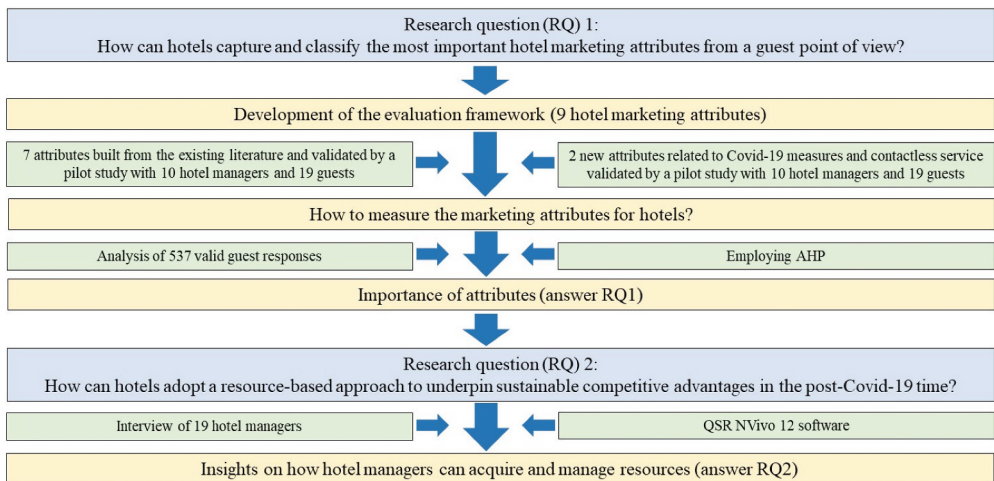 Research question (RQ) 1:
How can hotels capture and classify the most important hotel marketing attributes from a guest point of view?
Development of the evaluation framework (9 hotel marketing attributes)
7 attributes built from the existing literature and validated by a
pilot study with 10 hotel managers and 19 guests
2 new attributes related to Covid-19 measures and contactless service
validated by a pilot study with 10 hotel managers and 19 guests
How to measure the marketing attributes for hotels?
Analysis of 537 valid guest responses
Employing AHP
Importance of attributes (answer RQ1)
Research question (RQ) 2:
How can hotels adopt a resource-based approach to underpin sustainable competitive advantages in the post-Covid-19 time?
Interview of 19 hotel managers
QSR NVivo 12 software
Insights on how hotel managers can acquire and manage resources (answer RQ2)